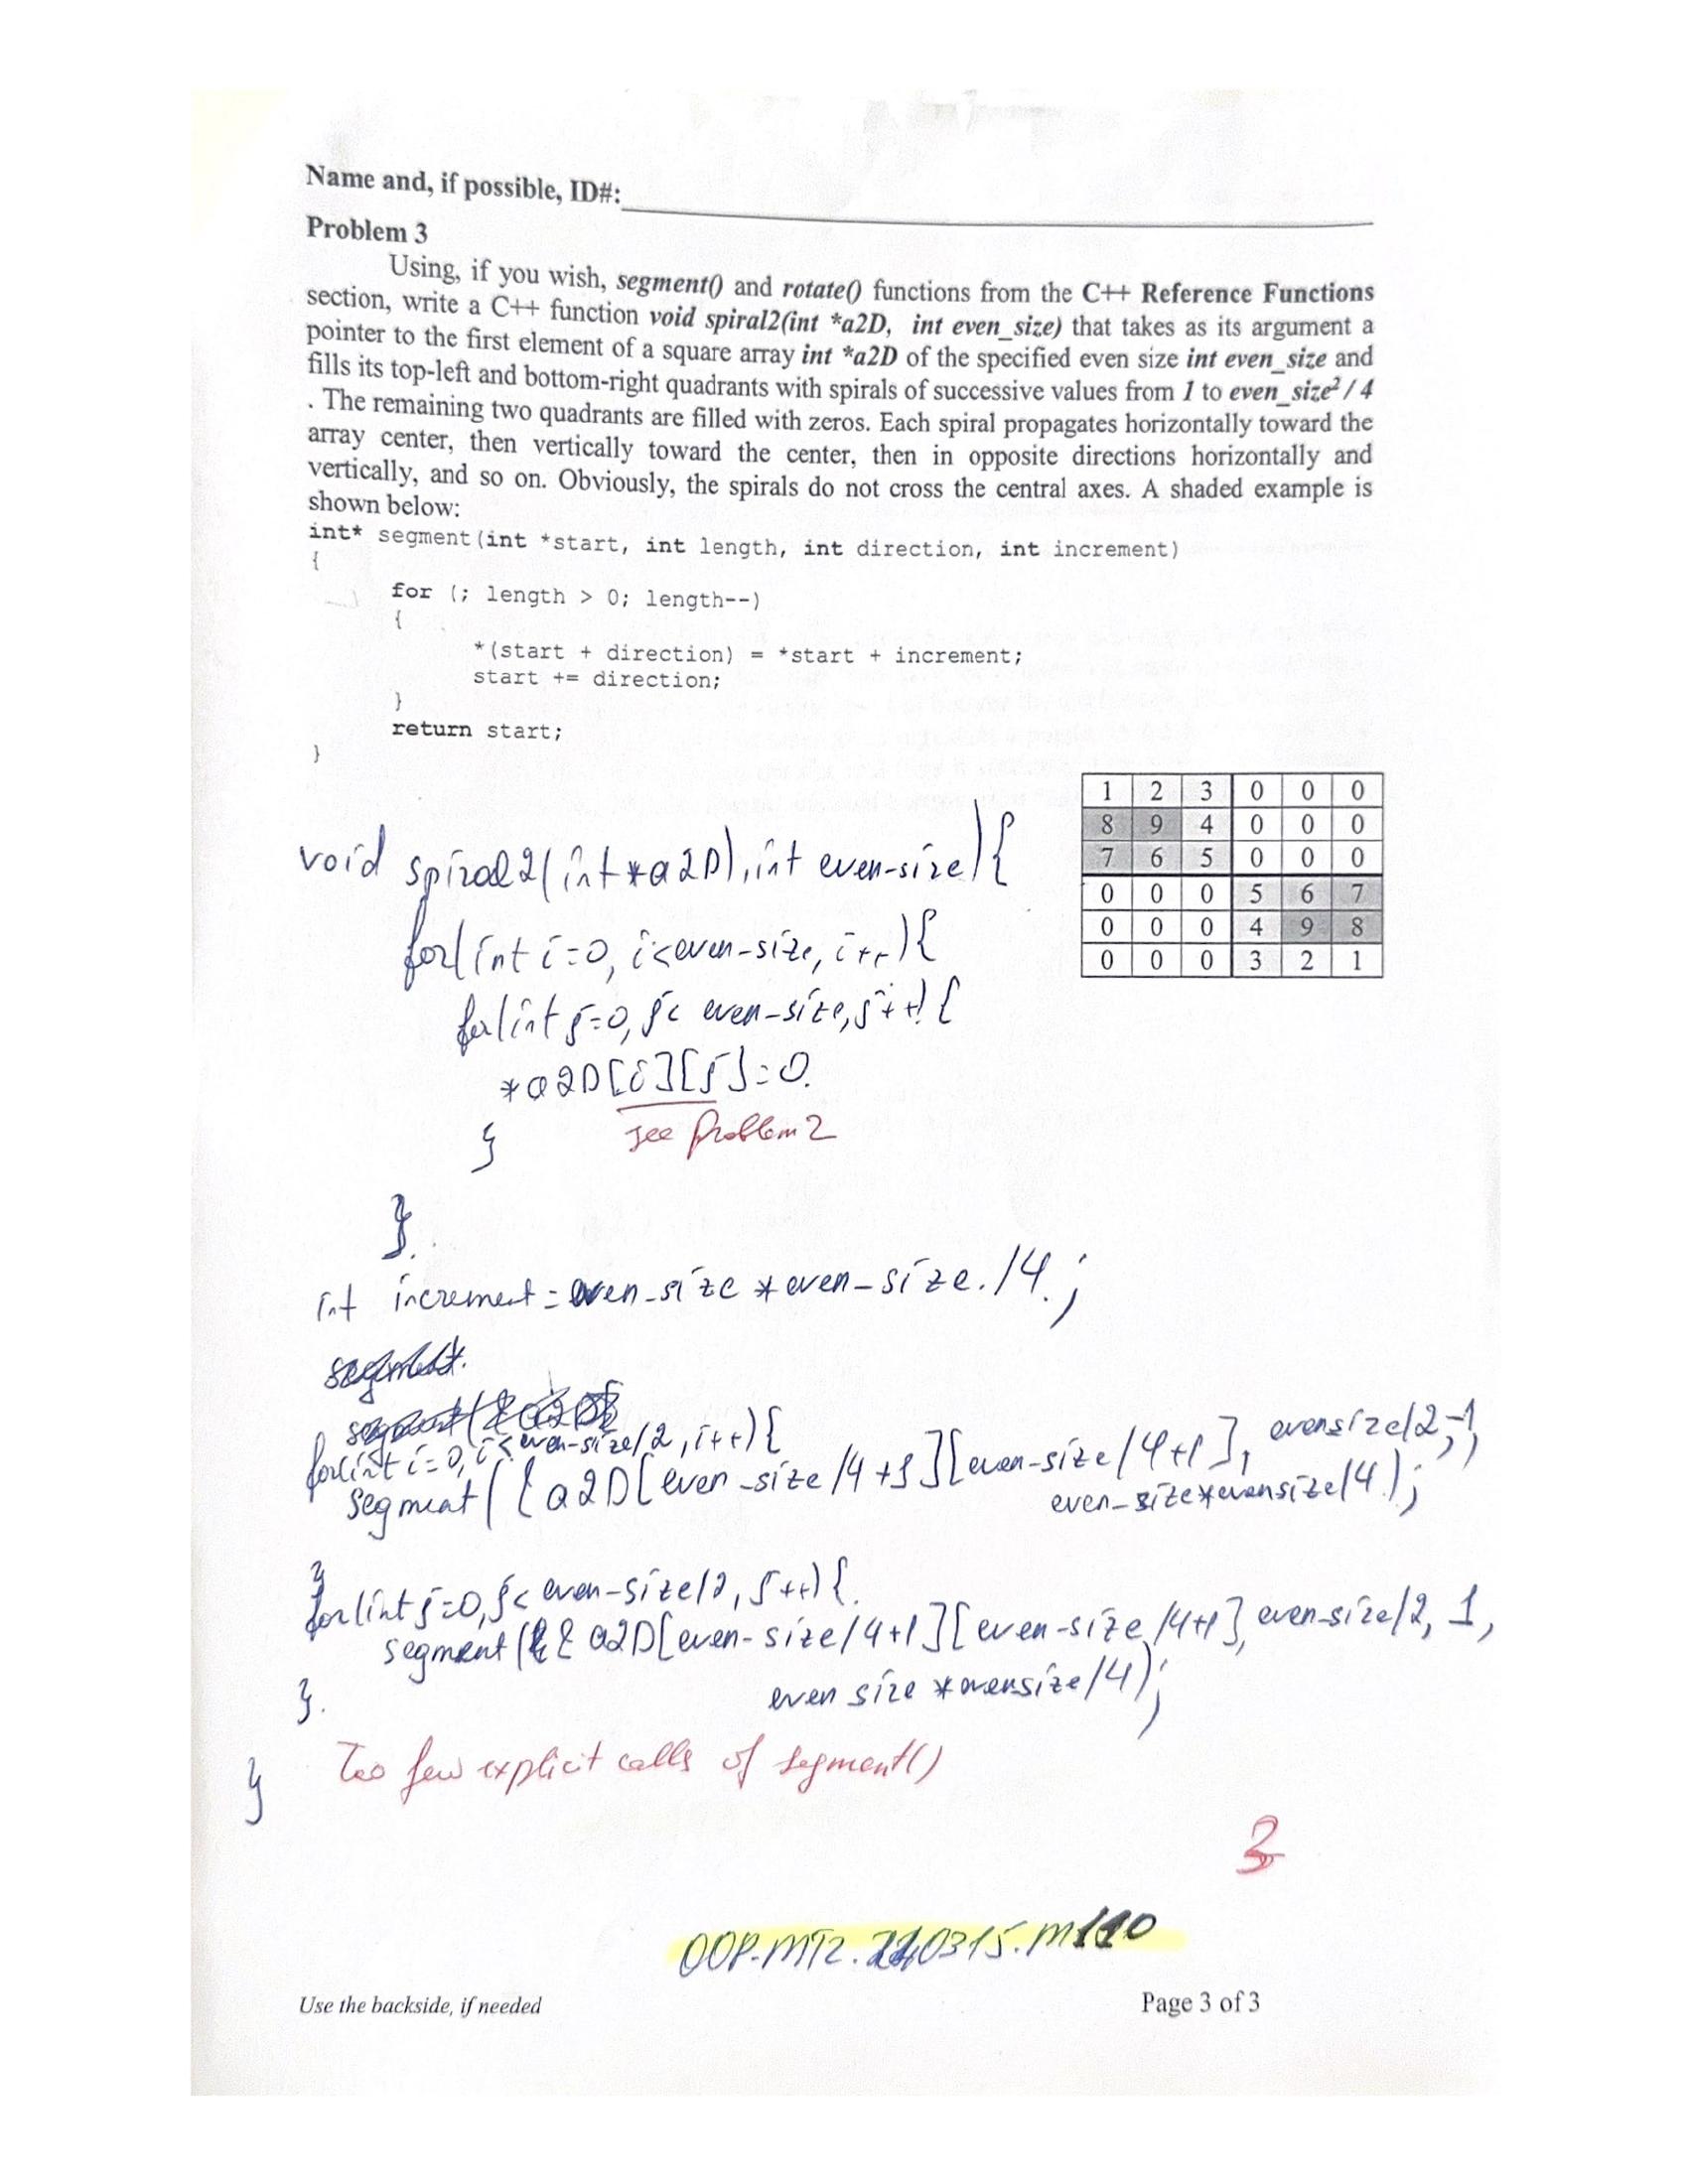 Name and, if possible, ID#:
Problem 3
Using, if you wish, segment() and rotate() functions from the C++ Reference Functions
section, write a C++ function void spiral2(int *a2D, int even_size) that takes as its argument a
pointer to the first element of a square array int *a2D of the specified even size int even_size and
fills its top-left and bottom-right quadrants with spirals of successive values from 1 to even_size²/ 4
. The remaining two quadrants are filled with zeros. Each spiral propagates horizontally toward the
array center, then vertically toward the center, then in opposite directions horizontally and
vertically, and so on. Obviously, the spirals do not cross the central axes. A shaded example is
shown below:
int* segment(int *start, int length, int direction, int increment)
{
for (; length > 0; length--)
{
*(start + direction) = *start + increment;
start += direction;
}
return start;
}
1 2 3 0 0 0
8 9 4 0 0 0
7 6 5 0 0 0
0 0 0 5 6 7
0 0 0 4 9 8
0 0 0 3 2 1
void spiral2(int*a2D),int even-size){
for(int i=0, i<even-size, i++){
for(int j=0, j< even-size, j++){
*a2D[i][j]=0.
see Problem 2
}
}.
int increment = even-size * even-size. /4.;
for(int i=0, i<even-size/2, i++){
segment(&a2D[even-size/4+1][even-size/4+1], evensize/2,-1,
even-size*evensize/4.);
}
for(int j=0, j< even-size/2, j++){.
segment(& a2D[even-size/4+1][even-size/4+1], even-size/2, 1,
even size *evensize/4);
}.
}
Too few explicit calls of segment()
3
OOP-MT2.240315.M110
Use the backside, if needed
Page 3 of 3